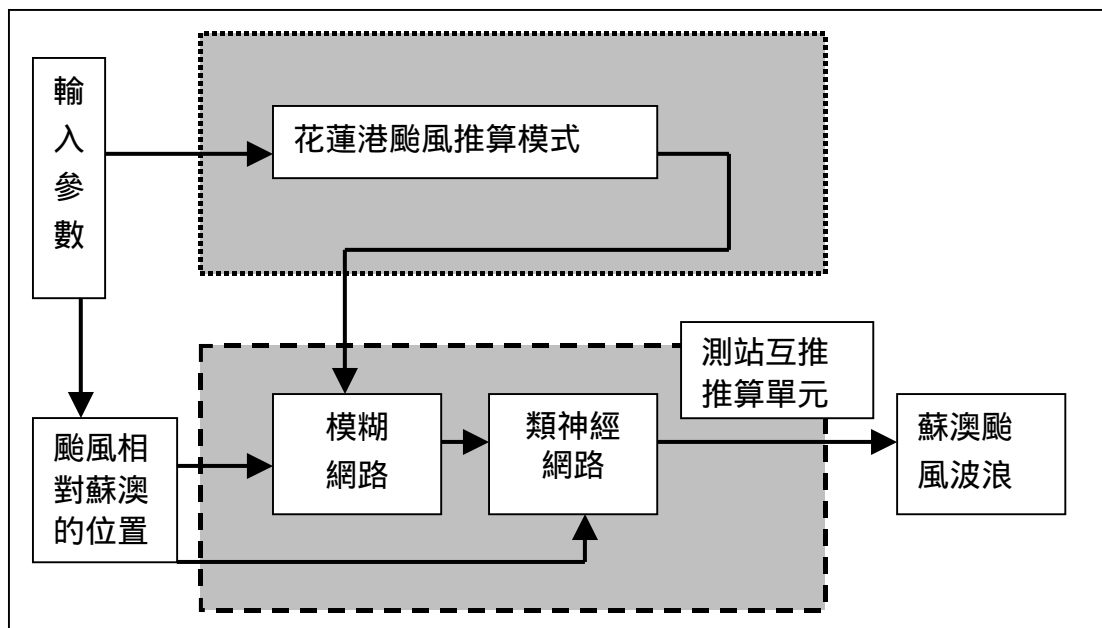 輸入參數
花蓮港颱風推算模式
測站互推
推算單元
颱風相
對蘇澳
的位置
模糊
網路
類神經
網路
蘇澳颱
風波浪